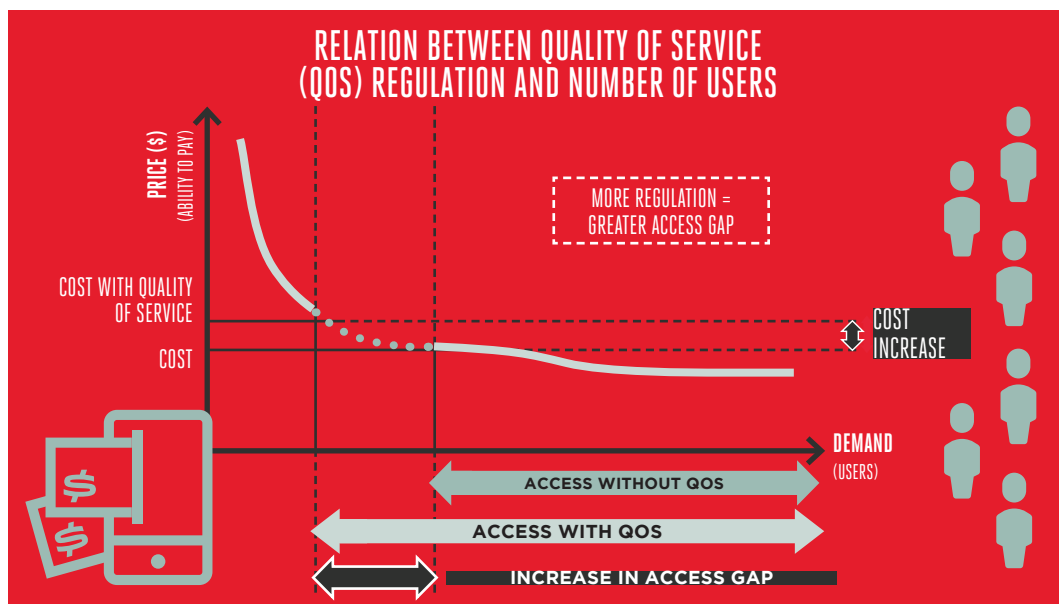 RELATION BETWEEN QUALITY OF SERVICE
(QOS) REGULATION AND NUMBER OF USERS
PRICE ($)
(ABILITY TO PAY)
MORE REGULATION =
GREATER ACCESS GAP
COST WITH QUALITY
OF SERVICE
COST
COST
INCREASE
DEMAND
(USERS)
$
$
ACCESS WITHOUT QOS
ACCESS WITH QOS
INCREASE IN ACCESS GAP